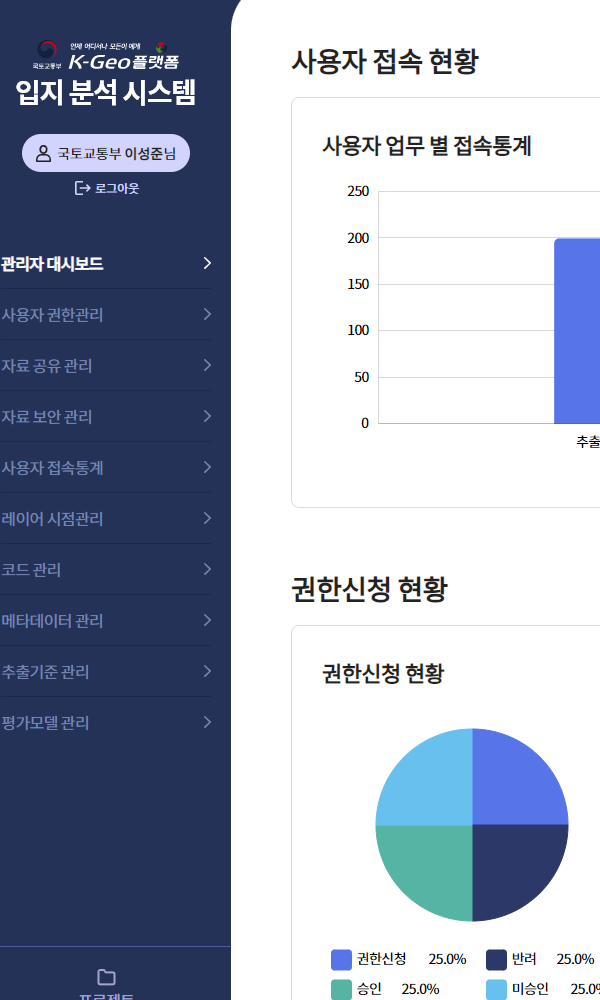 언제 어디서나 모든이 에게
국토교통부 K-Geo플랫폼
입지 분석 시스템
국토교통부 이성준님
로그아웃
관리자 대시보드
사용자 권한관리
자료 공유 관리
자료 보안 관리
사용자 접속통계
레이어 시점관리
코드 관리
메타데이터 관리
추출기준 관리
평가모델 관리
프로젝트
사용자 접속 현황
사용자 업무 별 접속통계
250
200
150
100
50
0
추출
권한신청 현황
권한신청 현황
권한신청 25.0% 반려 25.0%
승인 25.0% 미승인 25.0%